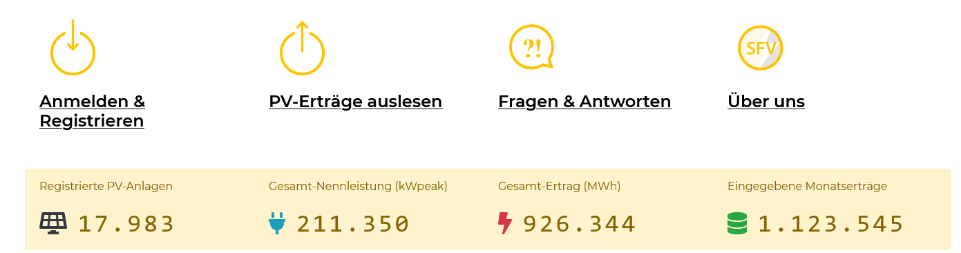 ?!
SFV
Anmelden &
Registrieren
PV-Erträge auslesen
Fragen & Antworten
Über uns
Registrierte PV-Anlagen
17.983
Gesamt-Nennleistung (kWpeak)
211.350
Gesamt-Ertrag (MWh)
926.344
Eingegebene Monatserträge
1.123.545